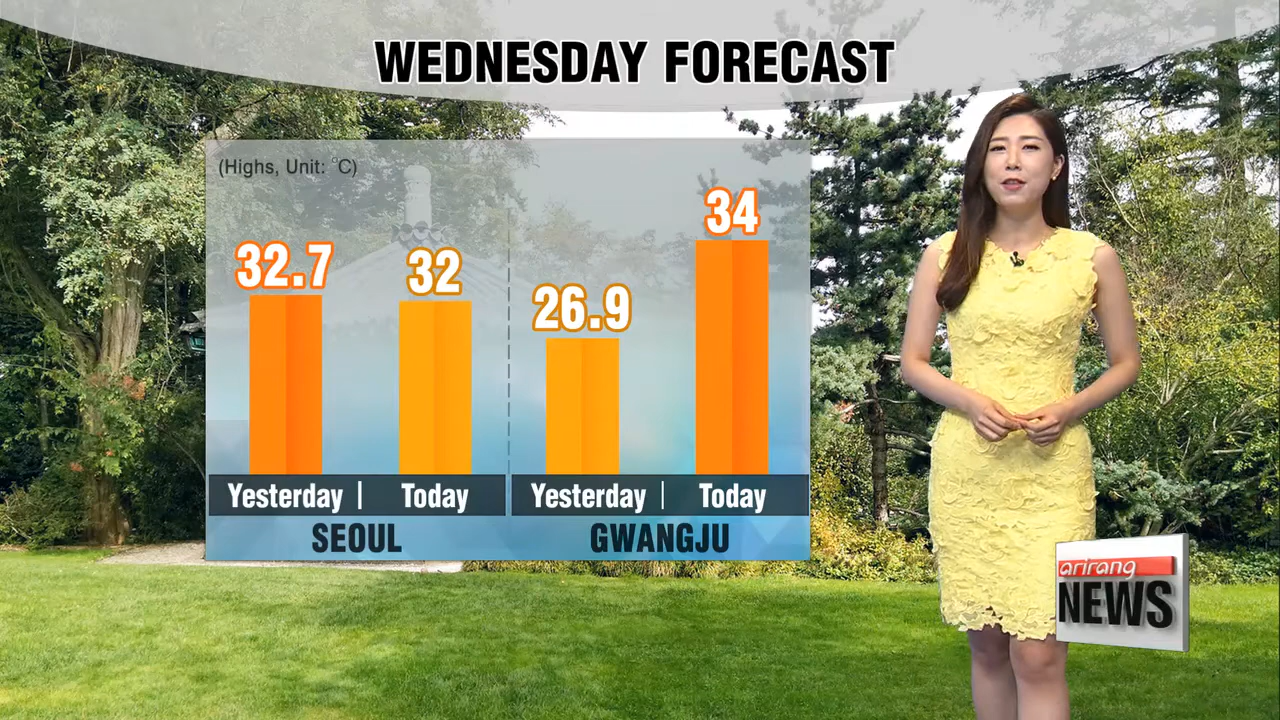 WEDNESDAY FORECAST
(Highs, Unit: °C)
32.7
32
26.9
34
Yesterday | Today
Yesterday | Today
SEOUL
GWANGJU
arirang
NEWS